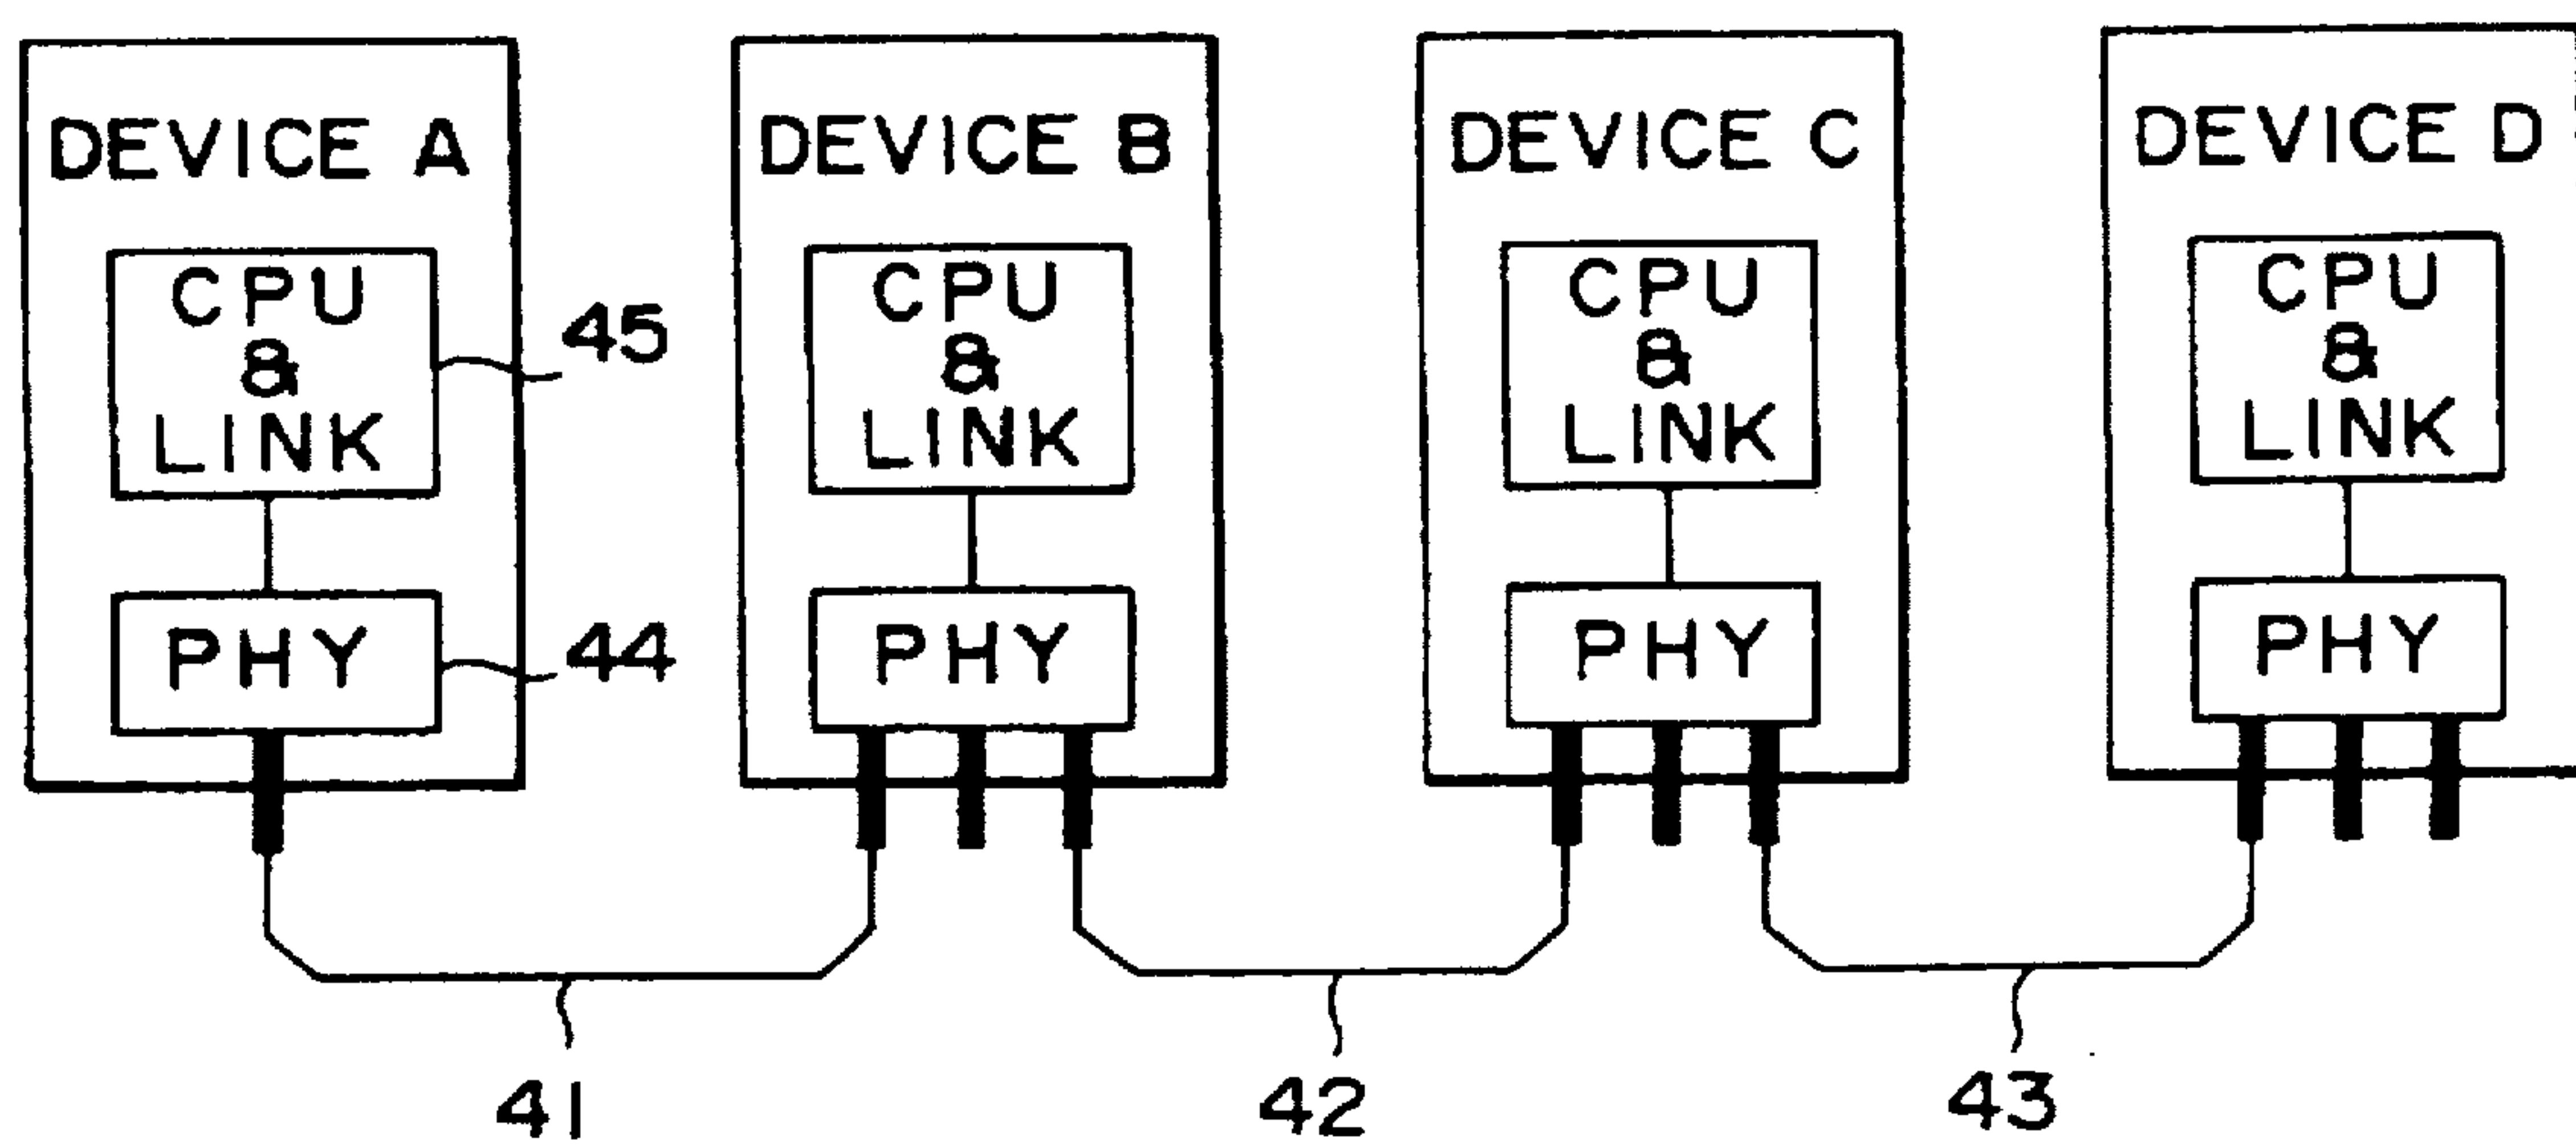 DEVICE A
DEVICE B
DEVICE C
DEVICE D
CPU
&
LINK
45
CPU
&
LINK
CPU
&
LINK
CPU
&
LINK
PHY
44
PHY
PHY
PHY
41
42
43